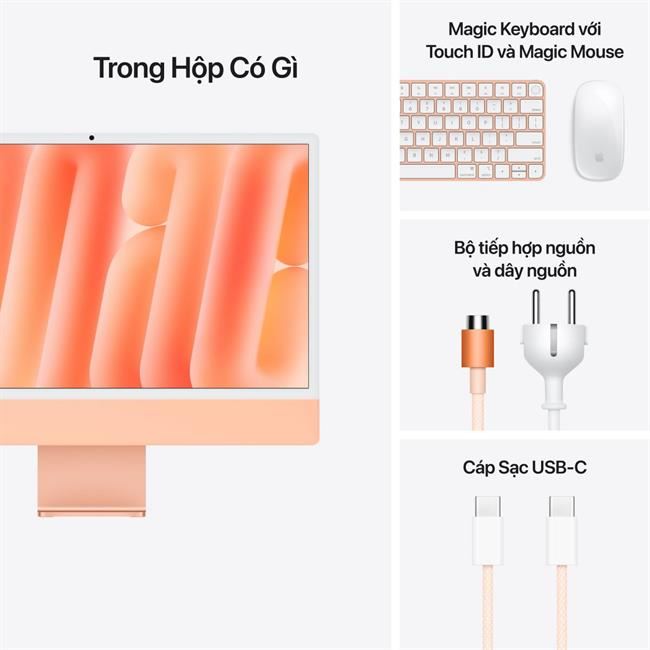 Trong Hộp Có Gì
Magic Keyboard với
Touch ID và Magic Mouse
Bộ tiếp hợp nguồn
và dây nguồn
Cáp Sạc USB-C